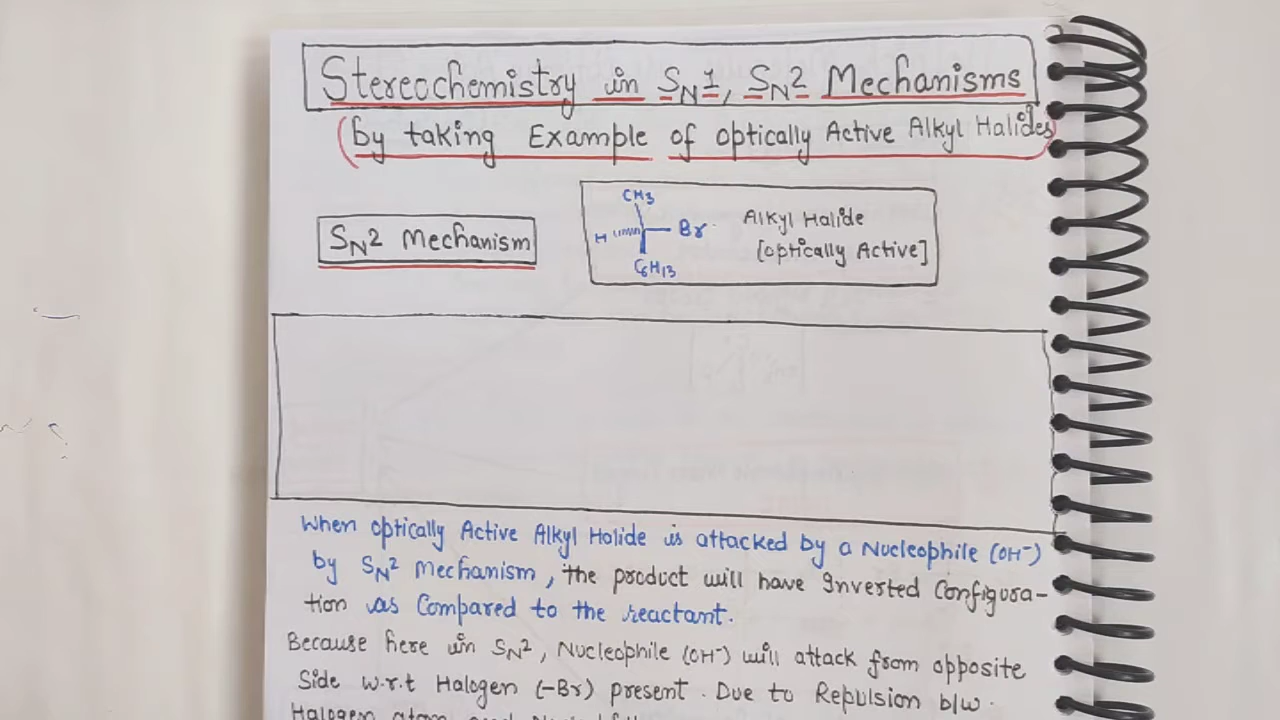 Stereochemistry in SN1, SN2 Mechanisms
(by taking Example of optically Active Alkyl Halides)
SN2 Mechanism
CH3
H Br
C6H13
Alkyl Halide
[optically Active]
When optically Active Alkyl Halide is attacked by a Nucleophile (OH⁻)
by SN2 Mechanism, the product will have Inverted Configura-
tion as Compared to the reactant.
Because here in SN2, Nucleophile (OH⁻) will attack from opposite
Side w.r.t Halogen (-Br) present. Due to Repulsion b/w
Halogen atom and